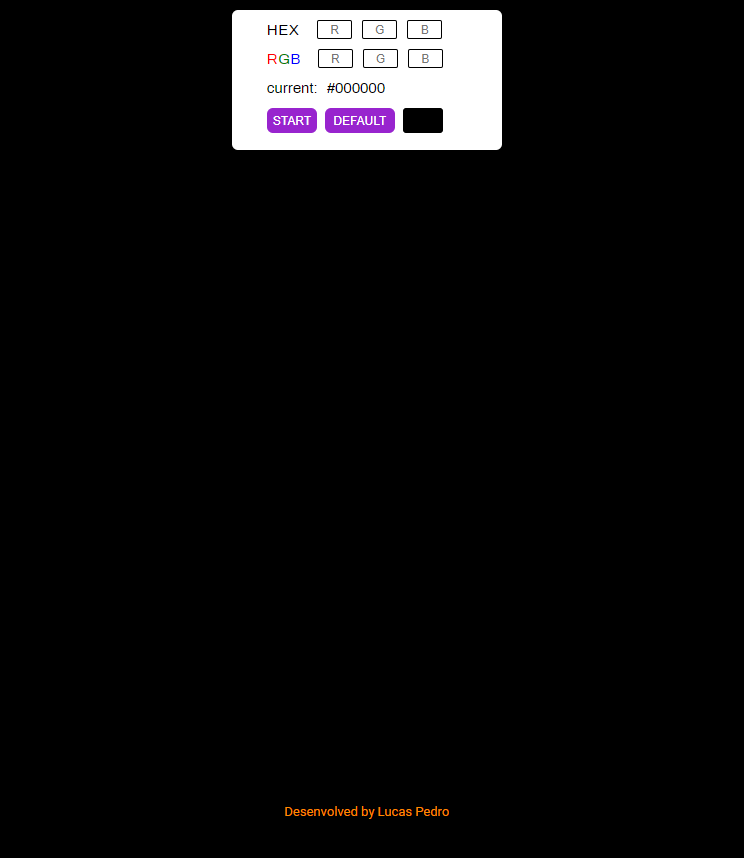 HEX R G B
RGB R G B
current: #000000
START DEFAULT
Desenvolved by Lucas Pedro